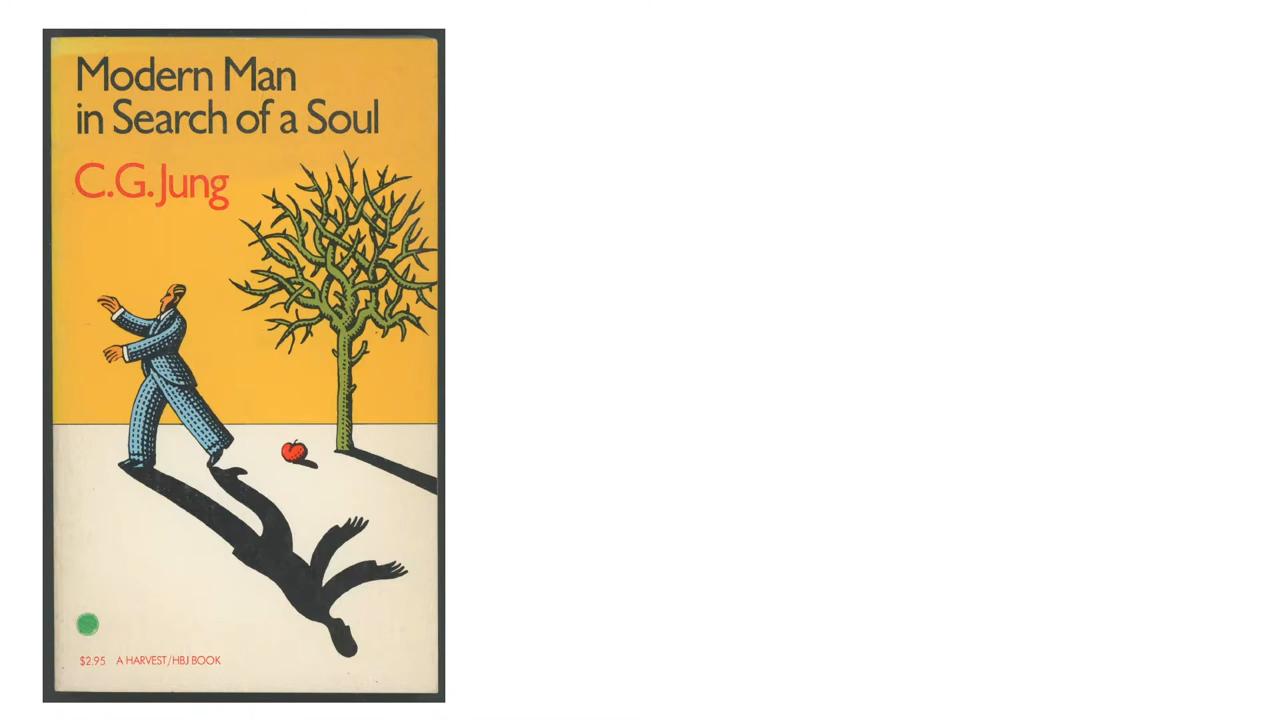 Modern Man
in Search of a Soul
C.G.Jung
$2.95 A HARVEST/HBJ BOOK